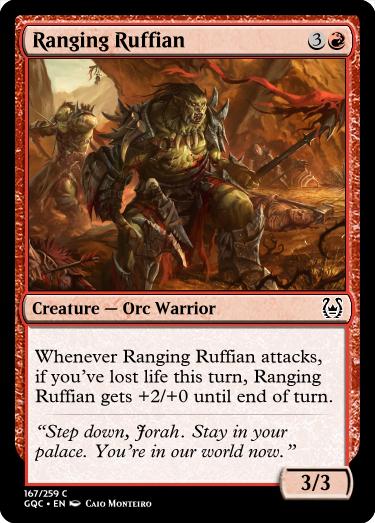 Ranging Ruffian 3
Creature — Orc Warrior
Whenever Ranging Ruffian attacks,
if you've lost life this turn, Ranging
Ruffian gets +2/+0 until end of turn.
"Step down, Jorah. Stay in your
palace. You're in our world now."
3/3
167/259 C
GQC • EN Caio Monteiro